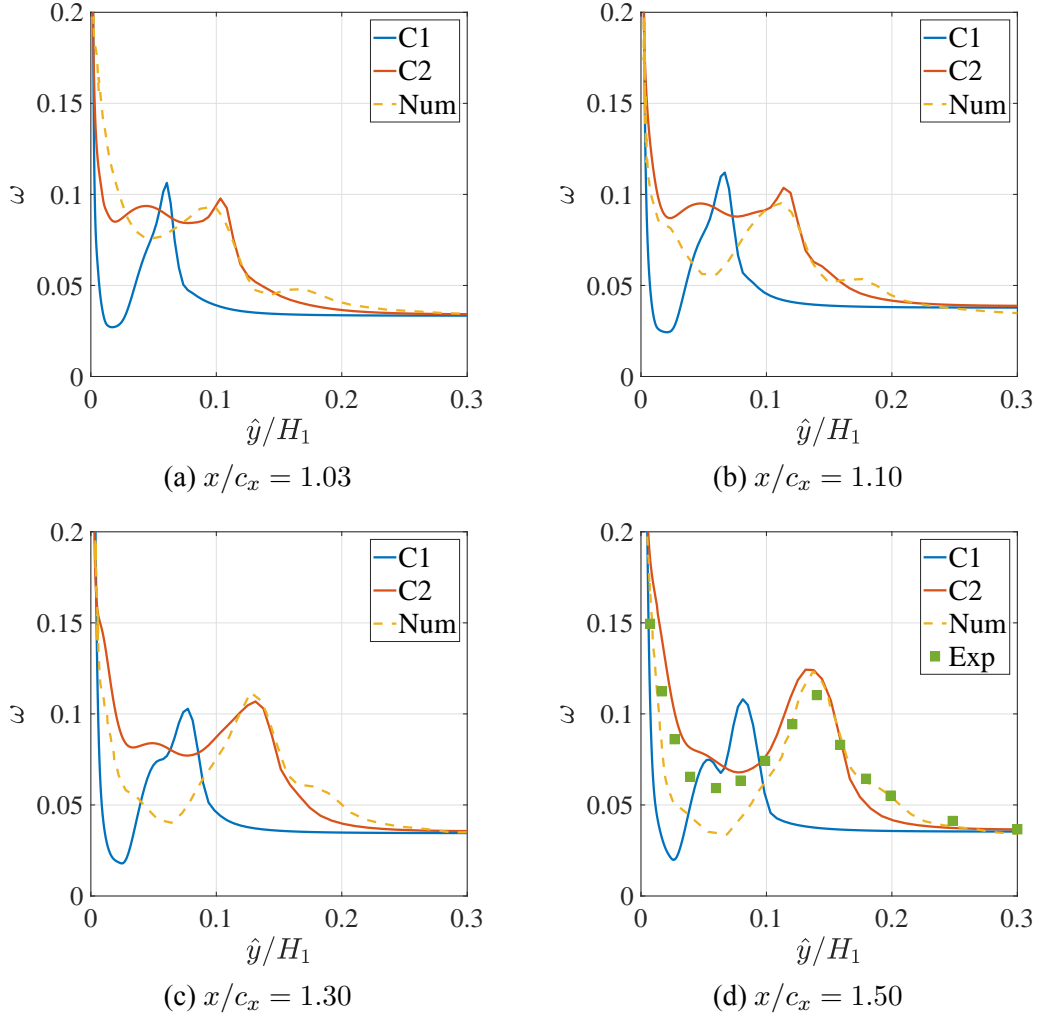 0.2
0.15
0.1
0.05
0
ω
C1
C2
Num
0 0.1 0.2 0.3
ŷ/H₁
(a) x/cₓ = 1.03
0.2
0.15
0.1
0.05
0
ω
C1
C2
Num
0 0.1 0.2 0.3
ŷ/H₁
(b) x/cₓ = 1.10
0.2
0.15
0.1
0.05
0
ω
C1
C2
Num
0 0.1 0.2 0.3
ŷ/H₁
(c) x/cₓ = 1.30
0.2
0.15
0.1
0.05
0
ω
C1
C2
Num
Exp
0 0.1 0.2 0.3
ŷ/H₁
(d) x/cₓ = 1.50